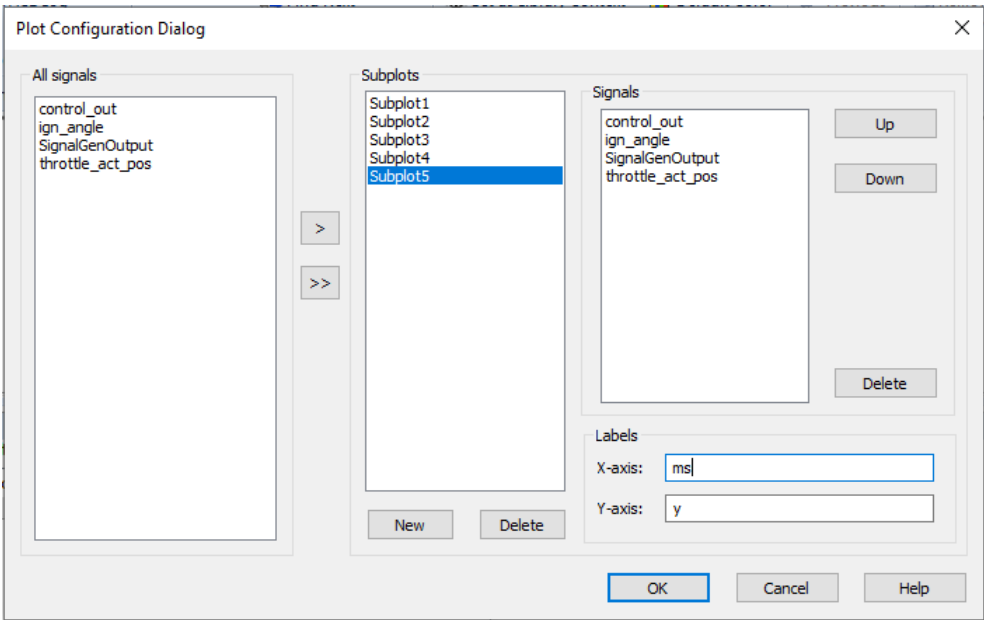 Plot Configuration Dialog
All signals
control_out
ign_angle
SignalGenOutput
throttle_act_pos
>
>>
Subplots
Subplot1
Subplot2
Subplot3
Subplot4
Subplot5
New
Delete
Signals
control_out
ign_angle
SignalGenOutput
throttle_act_pos
Up
Down
Delete
Labels
X-axis: ms
Y-axis: y
OK
Cancel
Help